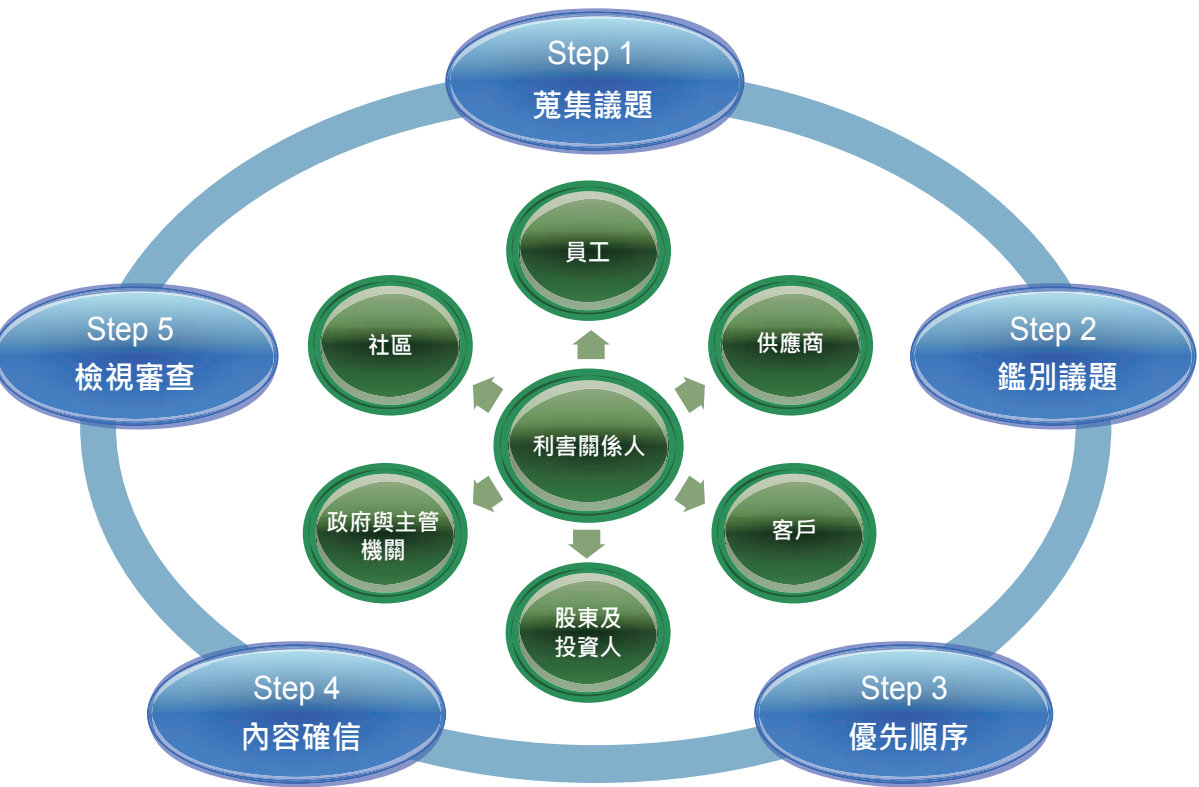 Step 1
蒐集議題
Step 2
鑑別議題
Step 3
優先順序
Step 4
內容確信
Step 5
檢視審查
員工
供應商
客戶
股東及
投資人
政府與主管
機關
社區
利害關係人